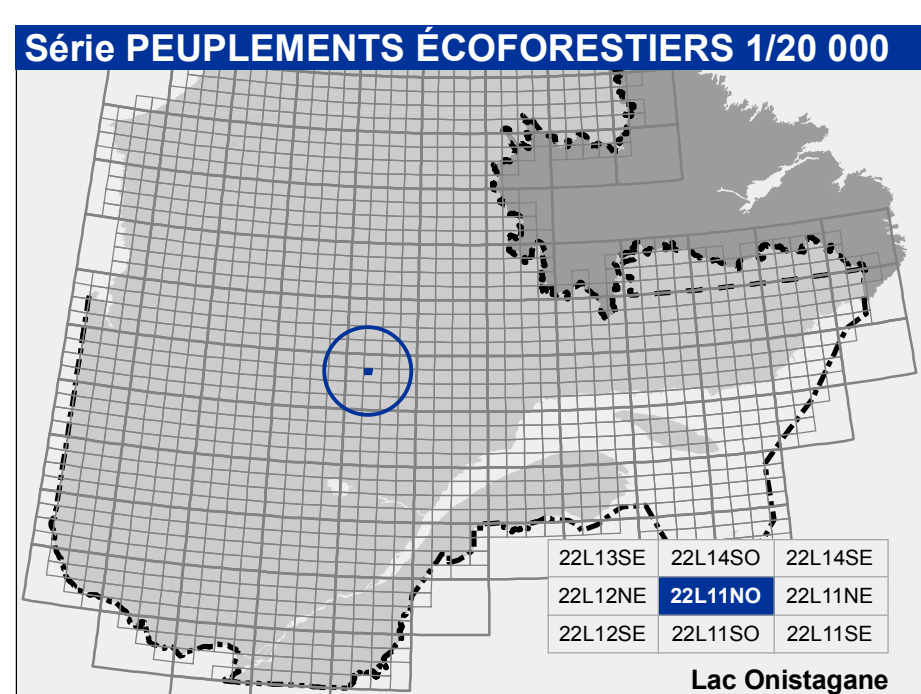 Série PEUPLEMENTS ÉCOFORESTIERS 1/20 000
22L13SE 22L14SO 22L14SE
22L12NE 22L11NO 22L11NE
22L12SE 22L11SO 22L11SE
Lac Onistagane